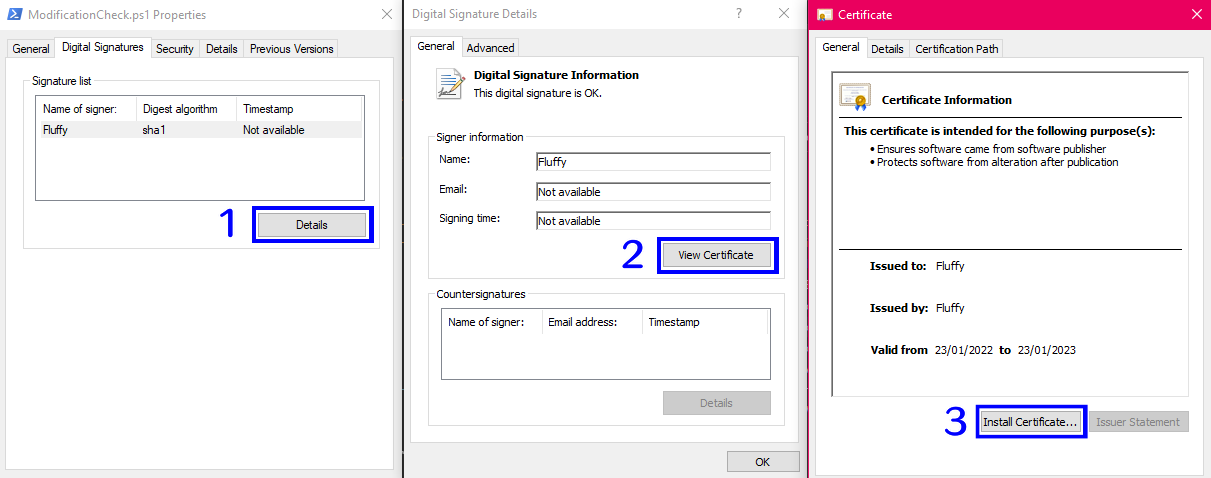 ModificationCheck.ps1 Properties
General Digital Signatures Security Details Previous Versions
Signature list
Name of signer: Digest algorithm Timestamp
Fluffy sha1 Not available
1 Details
Digital Signature Details ?
General Advanced
Digital Signature Information
This digital signature is OK.
Signer information
Name: Fluffy
Email: Not available
Signing time: Not available
2 View Certificate
Countersignatures
Name of signer: Email address: Timestamp
Details
OK
Certificate
General Details Certification Path
Certificate Information
This certificate is intended for the following purpose(s):
• Ensures software came from software publisher
• Protects software from alteration after publication
Issued to: Fluffy
Issued by: Fluffy
Valid from 23/01/2022 to 23/01/2023
3 Install Certificate... Issuer Statement